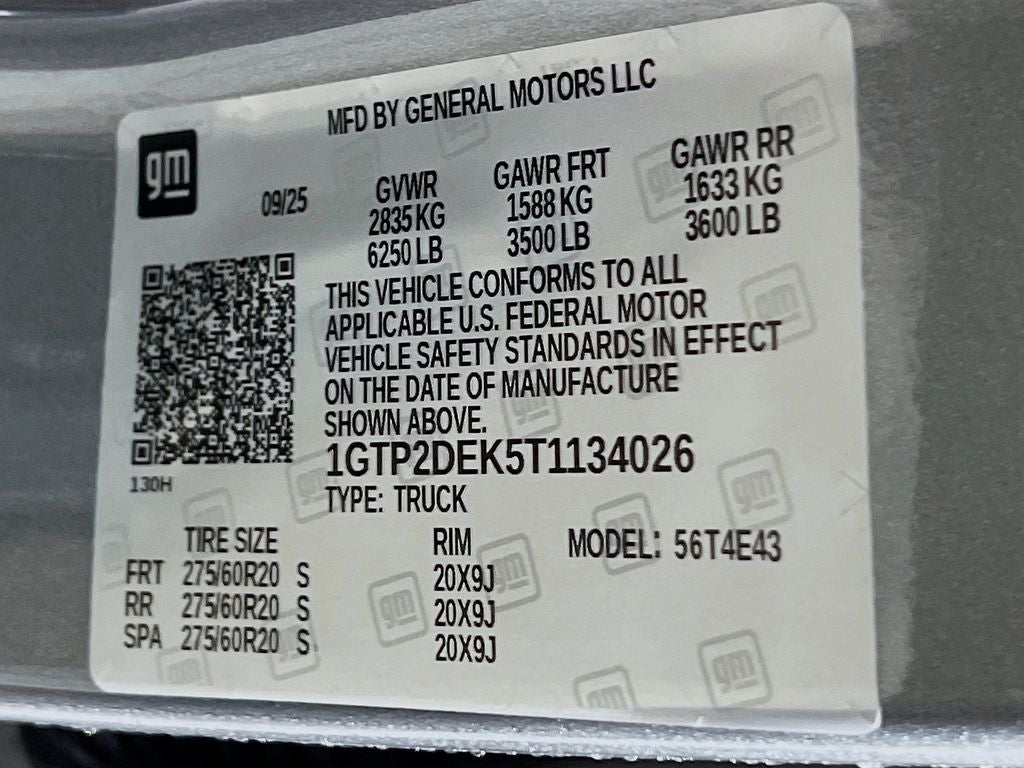 MFD BY GENERAL MOTORS LLC
gm
09/25
GVWR GAWR FRT GAWR RR
2835 KG 1588 KG 1633 KG
6250 LB 3500 LB 3600 LB
THIS VEHICLE CONFORMS TO ALL
APPLICABLE U.S. FEDERAL MOTOR
VEHICLE SAFETY STANDARDS IN EFFECT
ON THE DATE OF MANUFACTURE
SHOWN ABOVE.
1GTP2DEK5T1134026
130H
TYPE: TRUCK
TIRE SIZE RIM MODEL: 56T4E43
FRT 275/60R20 S 20X9J
RR 275/60R20 S 20X9J
SPA 275/60R20 S 20X9J